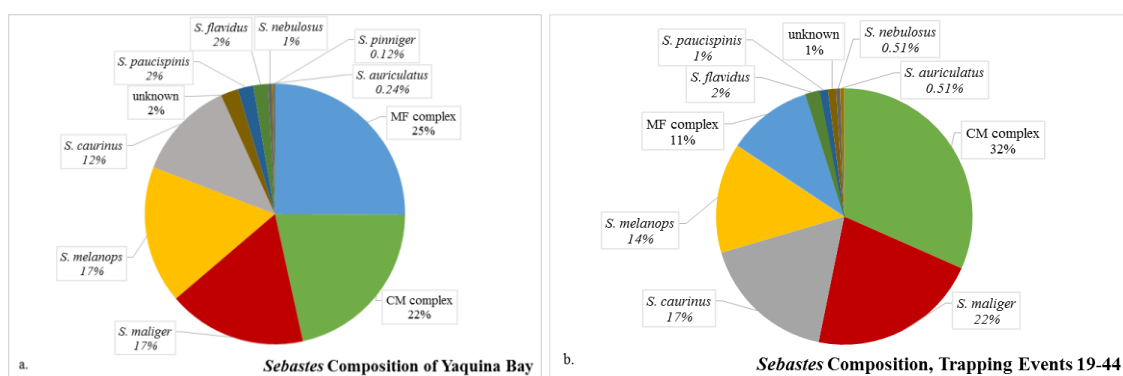 S. flavidus
2%
S. nebulosus
1%
S. pinniger
0.12%
S. paucispinis
2%
S. auriculatus
0.24%
unknown
2%
MF complex
25%
S. caurinus
12%
S. melanops
17%
CM complex
22%
S. maliger
17%
a.
Sebastes Composition of Yaquina Bay
unknown
1%
S. nebulosus
0.51%
S. paucispinis
1%
S. auriculatus
0.51%
S. flavidus
2%
MF complex
11%
CM complex
32%
S. melanops
14%
S. caurinus
17%
S. maliger
22%
b.
Sebastes Composition, Trapping Events 19-44